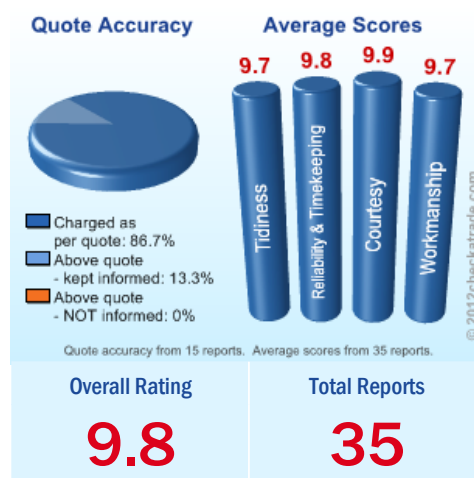 Quote Accuracy
Average Scores
9.7
9.8
9.9
9.7
Tidiness
Reliability & Timekeeping
Courtesy
Workmanship
Charged as
per quote: 86.7%
Above quote
- kept informed: 13.3%
Above quote
- NOT informed: 0%
© 2012checkatrade.com
Quote accuracy from 15 reports. Average scores from 35 reports.
Overall Rating
Total Reports
9.8
35